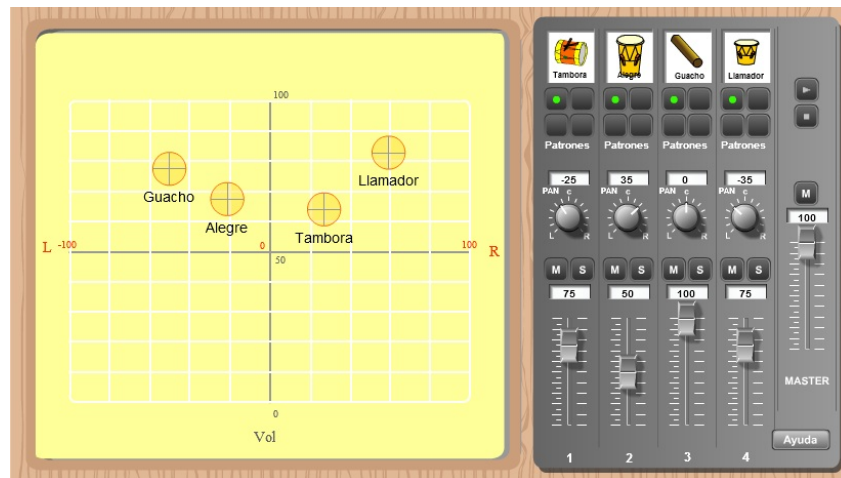 100
Guacho
Alegre
Tambora
Llamador
L -100
0
100 R
50
0
Vol
Tambora Alegre Guacho Llamador
Patrones Patrones Patrones Patrones
-25 35 0 -35
PAN c PAN c PAN c PAN c
L R L R L R L R
M
100
M S M S M S M S
75 50 100 75
MASTER
Ayuda
1 2 3 4